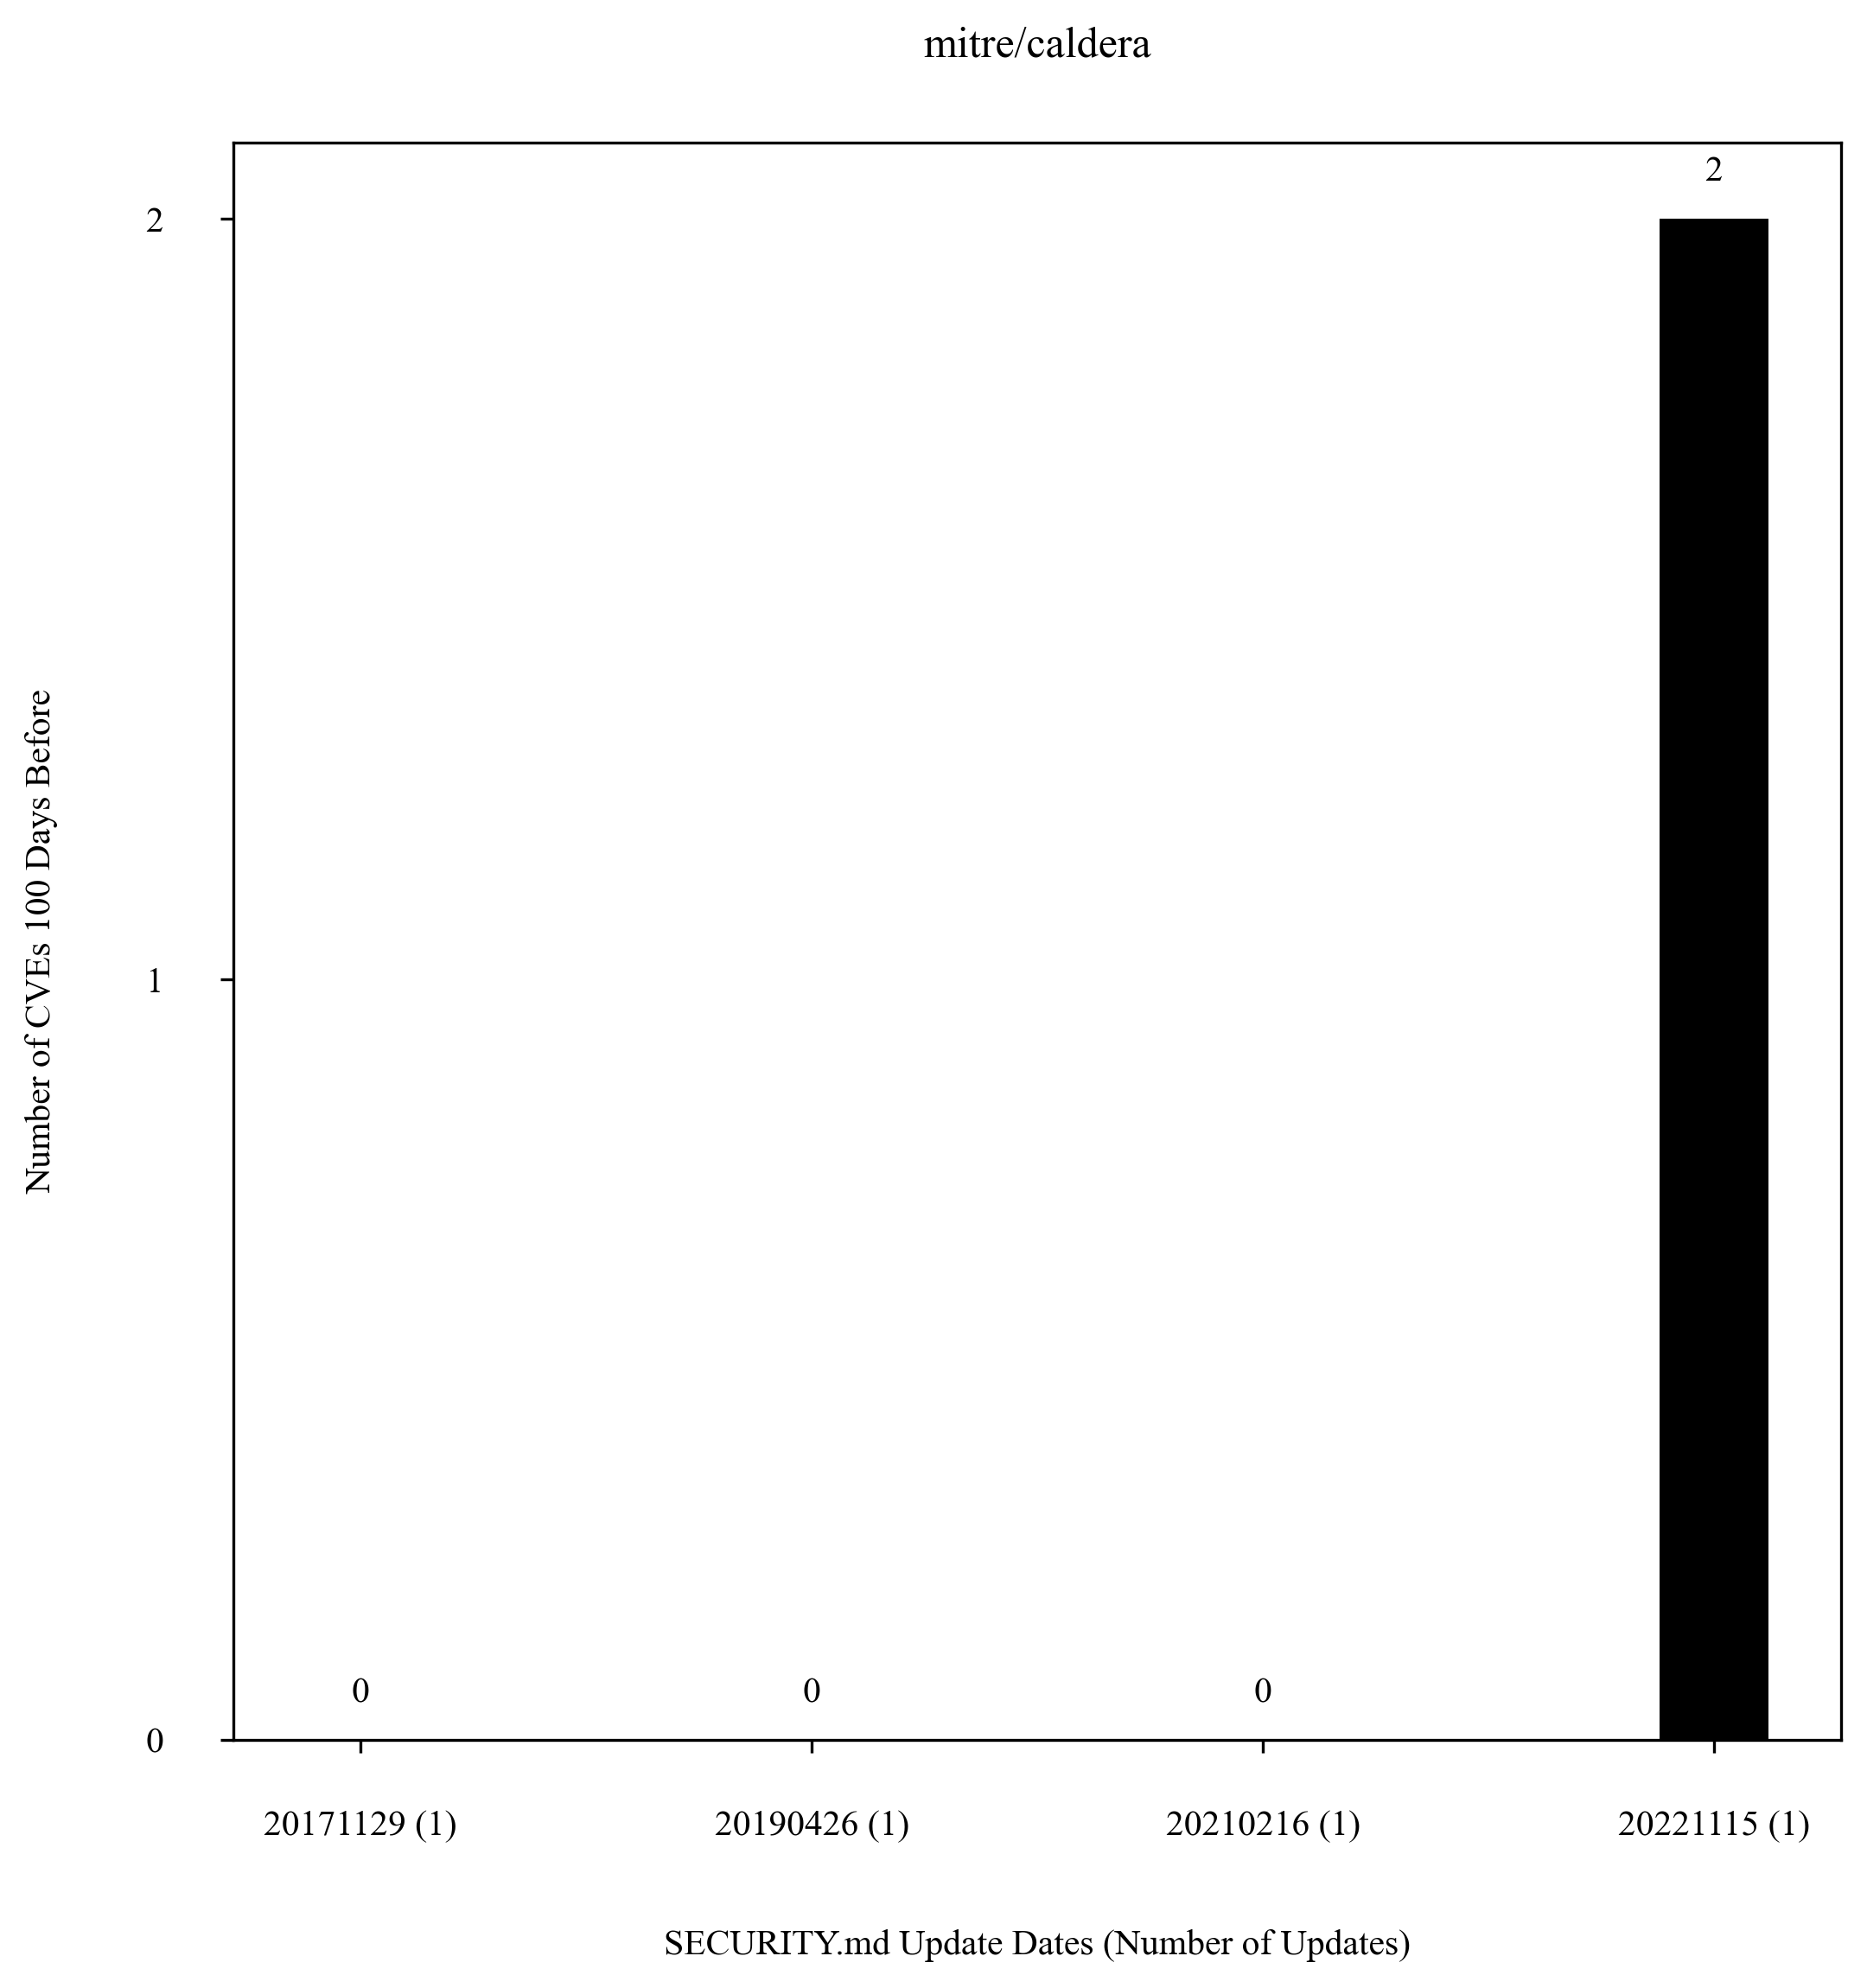 mitre/caldera
2
2
Number of CVEs 100 Days Before
1
0 0 0
0
20171129 (1) 20190426 (1) 20210216 (1) 20221115 (1)
SECURITY.md Update Dates (Number of Updates)